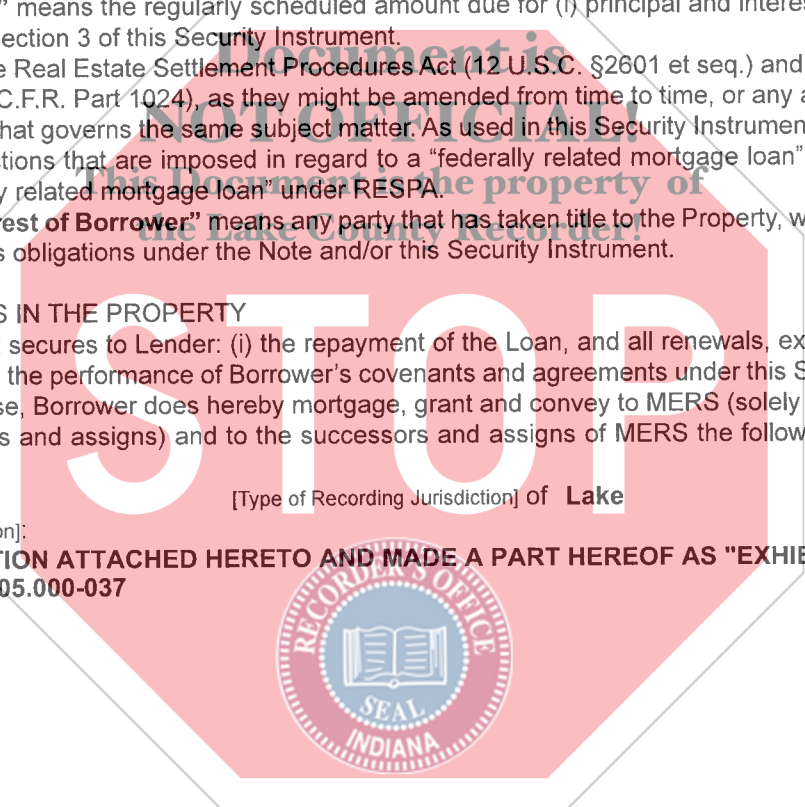 ” means the regularly scheduled amount due for (i) principal and interes
ection 3 of this Security Instrument.
Document is
e Real Estate Settlement Procedures Act (12 U.S.C. §2601 et seq.) and
C.F.R. Part 1024), as they might be amended from time to time, or any a
NOT OFFICIAL!
hat governs the same subject matter. As used in this Security Instrumen
tions that are imposed in regard to a “federally related mortgage loan”
This Document is the property of
y related mortgage loan” under RESPA.
rest of Borrower” means any party that has taken title to the Property, w
the Lake County Recorder!
s obligations under the Note and/or this Security Instrument.
S IN THE PROPERTY
t secures to Lender: (i) the repayment of the Loan, and all renewals, ex
the performance of Borrower’s covenants and agreements under this S
se, Borrower does hereby mortgage, grant and convey to MERS (solely
s and assigns) and to the successors and assigns of MERS the follow
STOP
[Type of Recording Jurisdiction] of Lake
on]:
TION ATTACHED HERETO AND MADE A PART HEREOF AS "EXHIB
05.000-037
RECORDER'S OFFICE
SEAL
INDIANA